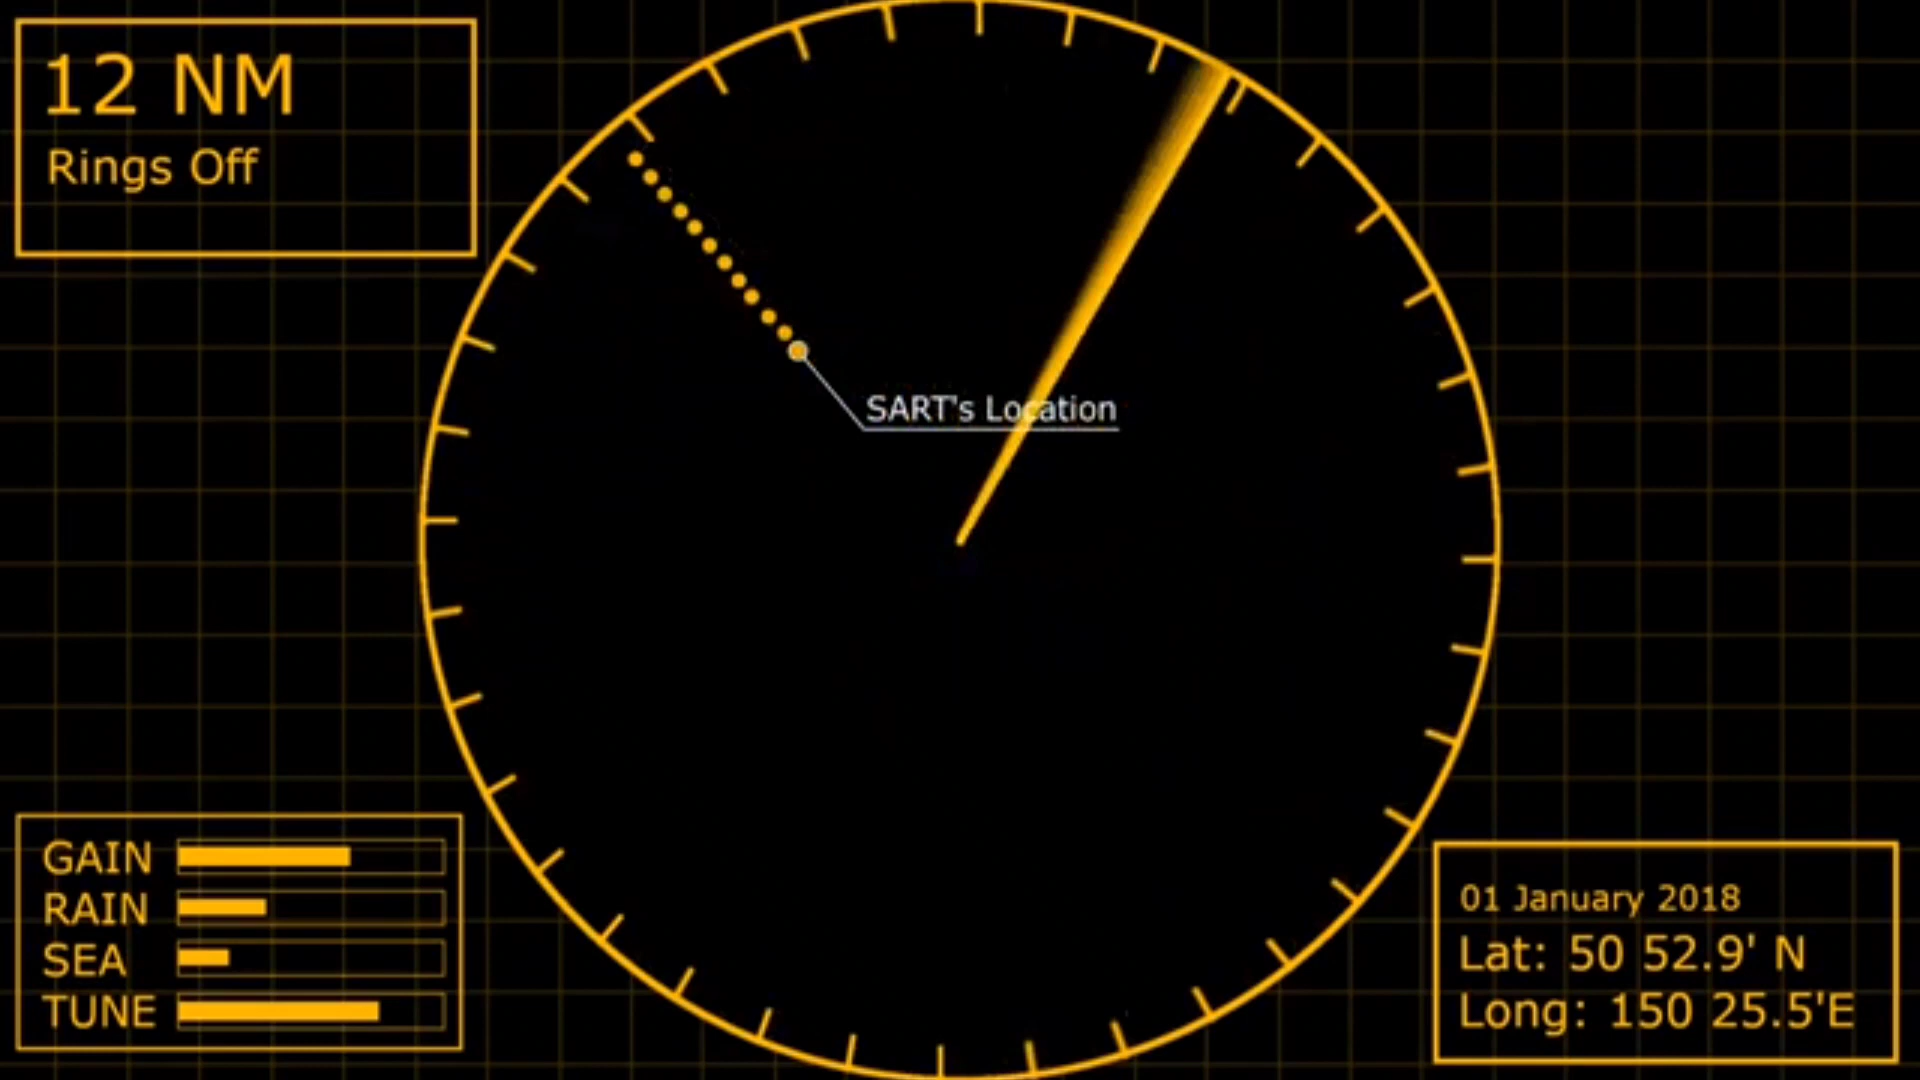 12 NM
Rings Off
SART's Location
GAIN
RAIN
SEA
TUNE
01 January 2018
Lat: 50 52.9' N
Long: 150 25.5'E